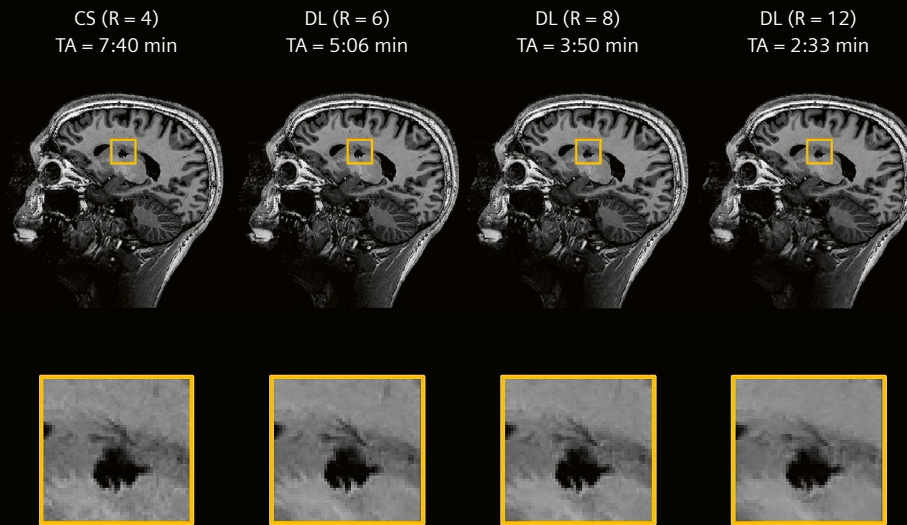 CS (R = 4)
TA = 7:40 min
DL (R = 6)
TA = 5:06 min
DL (R = 8)
TA = 3:50 min
DL (R = 12)
TA = 2:33 min